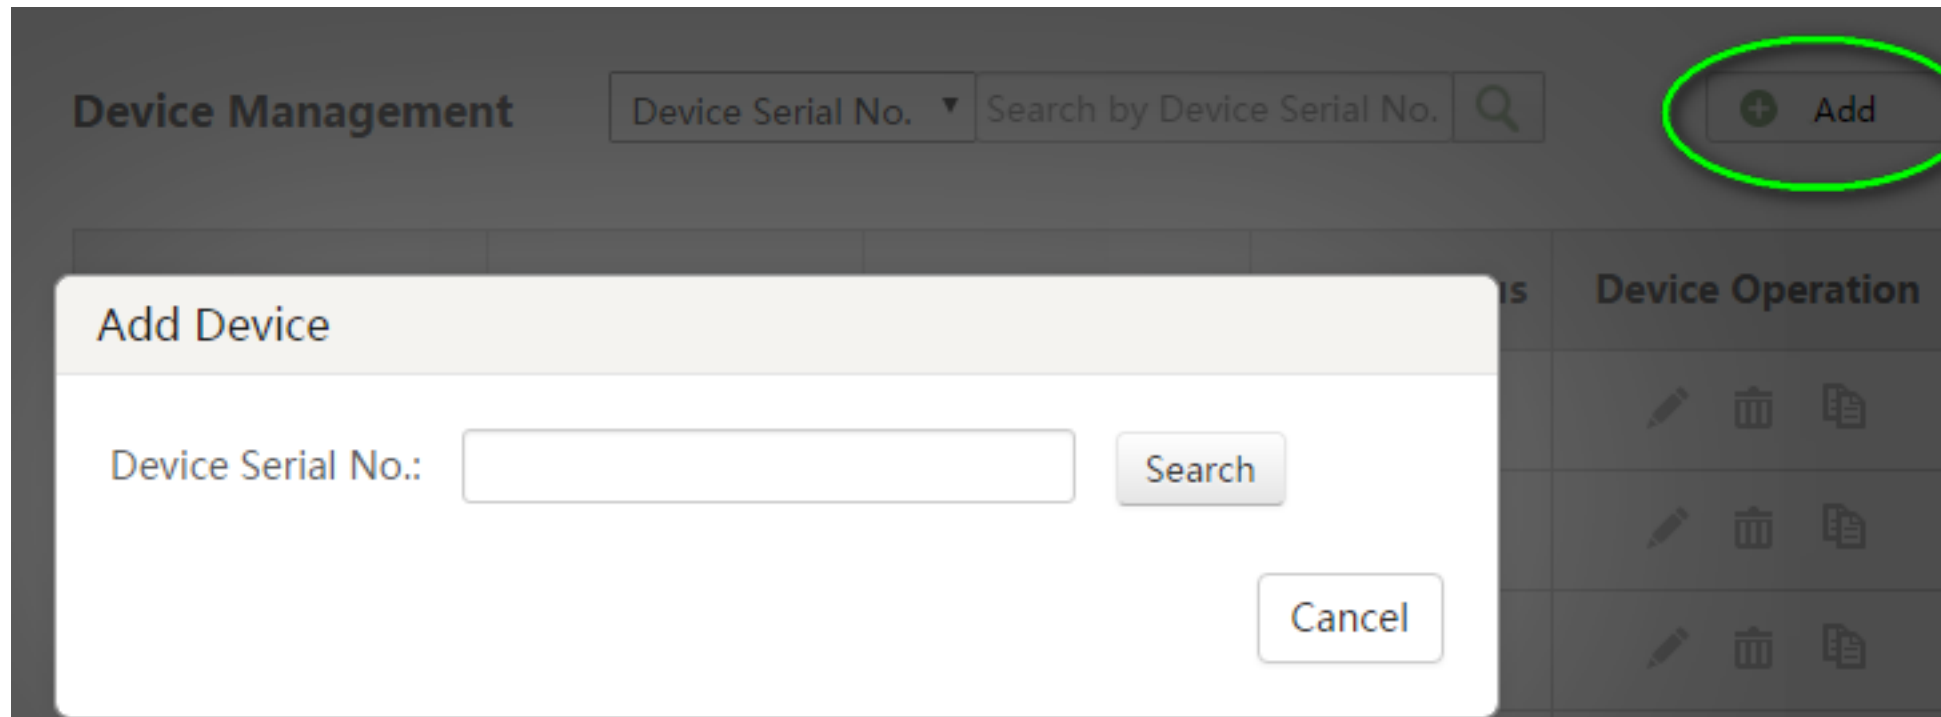 Device Management Device Serial No. Search by Device Serial No. Add
Device Operation
Add Device
Device Serial No.: Search
Cancel